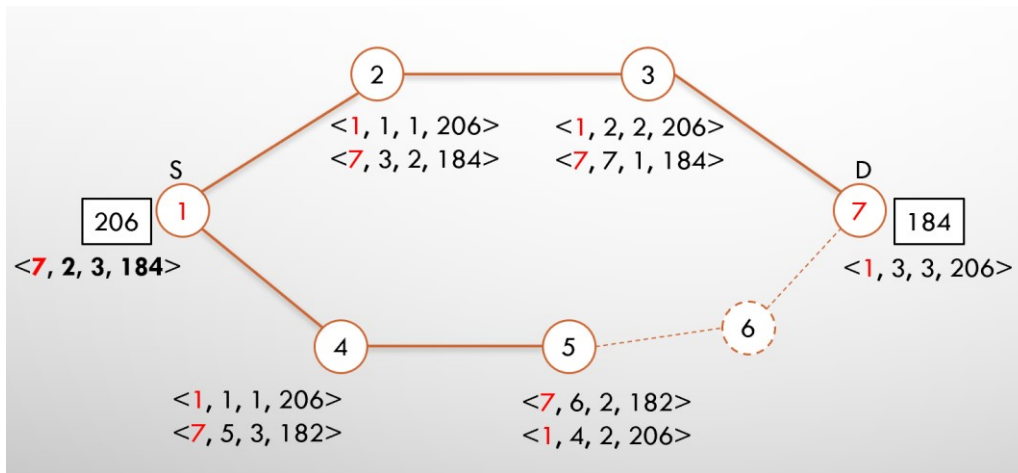 2
3
<1, 1, 1, 206>
<1, 2, 2, 206>
<7, 3, 2, 184>
<7, 7, 1, 184>
S
D
206
1
7
184
<7, 2, 3, 184>
<1, 3, 3, 206>
4
5
6
<1, 1, 1, 206>
<7, 6, 2, 182>
<7, 5, 3, 182>
<1, 4, 2, 206>